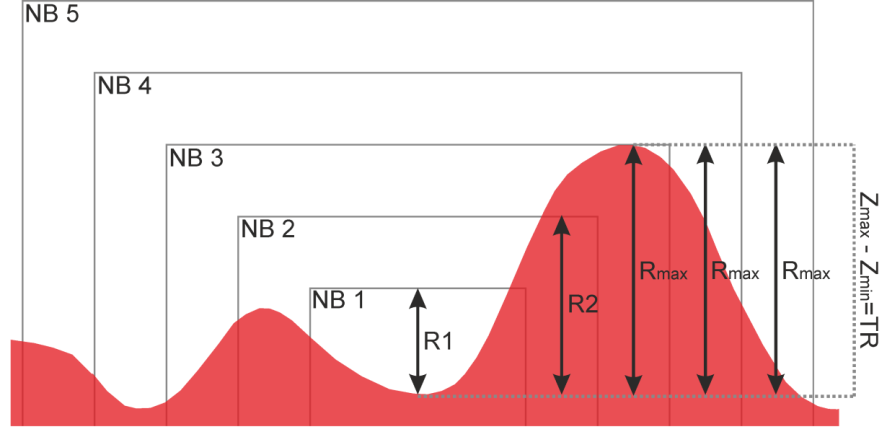 NB 5
NB 4
NB 3
NB 2
NB 1
R1
R2
Rmax
Rmax
Rmax
Zmax - Zmin=TR